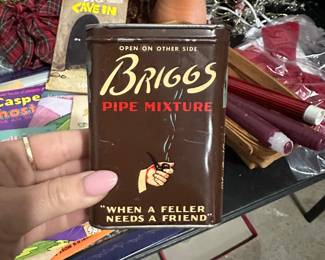 CAVE IN
OPEN ON OTHER SIDE
BRIGGS
PIPE MIXTURE
Caspe
host
"WHEN A FELLER
NEEDS A FRIEND"